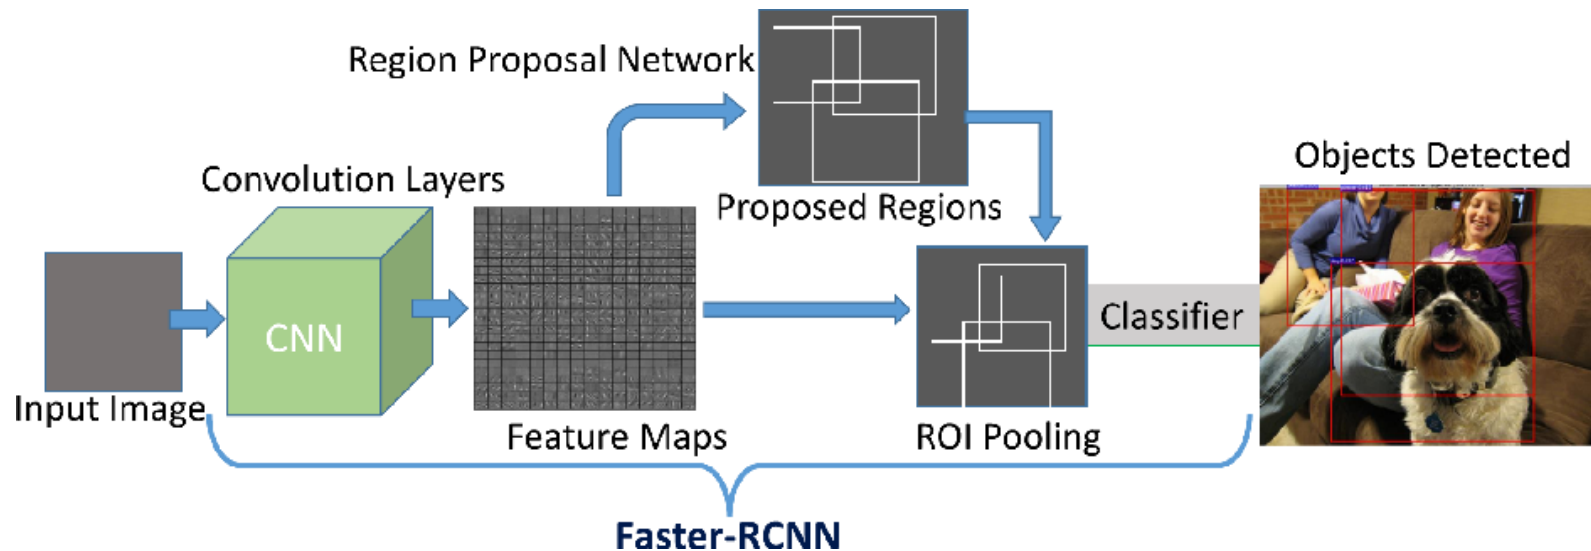 Region Proposal Network
Objects Detected
Convolution Layers
Proposed Regions
CNN
Classifier
Input Image
Feature Maps
ROI Pooling
Faster-RCNN